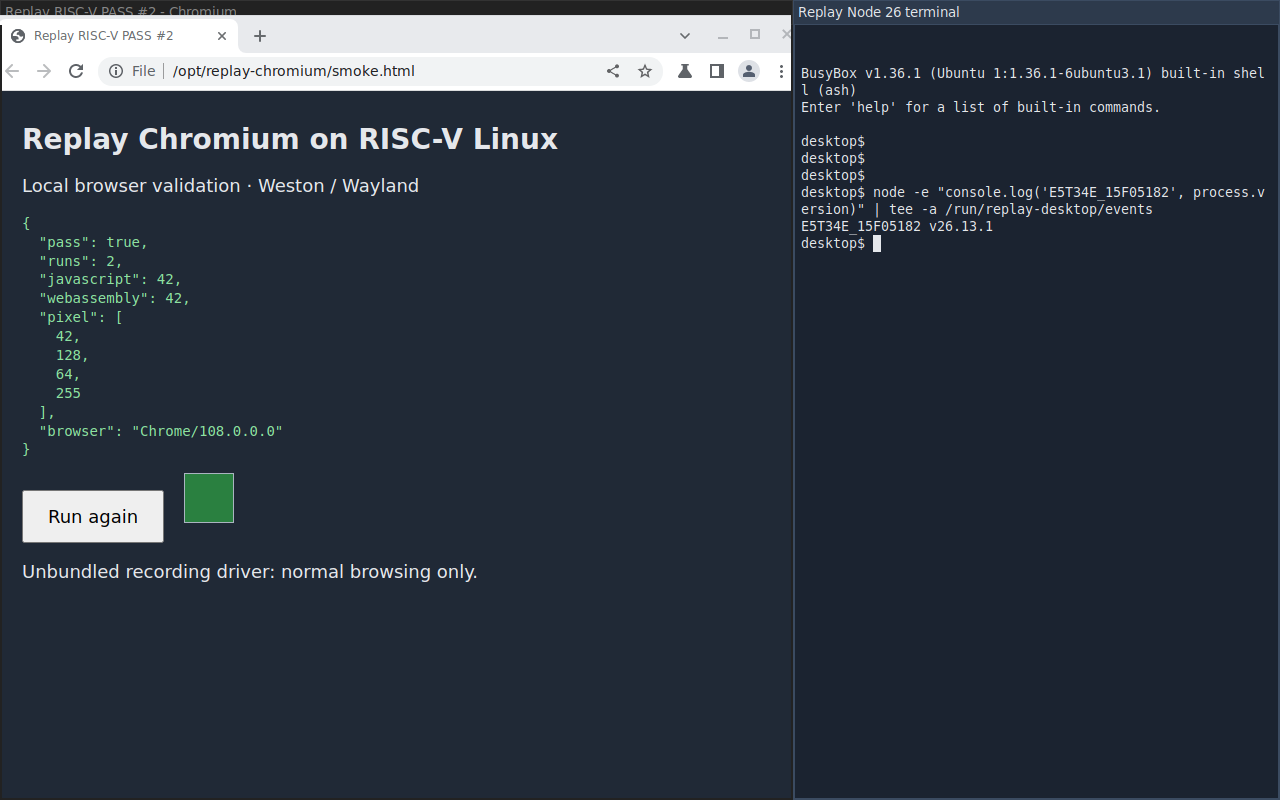 Replay RISC-V PASS #2 - Chromium
Replay RISC-V PASS #2
File
/opt/replay-chromium/smoke.html
Replay Chromium on RISC-V Linux
Local browser validation · Weston / Wayland
{
  "pass": true,
  "runs": 2,
  "javascript": 42,
  "webassembly": 42,
  "pixel": [
    42,
    128,
    64,
    255
  ],
  "browser": "Chrome/108.0.0.0"
}
Run again
Unbundled recording driver: normal browsing only.
Replay Node 26 terminal
BusyBox v1.36.1 (Ubuntu 1:1.36.1-6ubuntu3.1) built-in shel
l (ash)
Enter 'help' for a list of built-in commands.
desktop$
desktop$
desktop$
desktop$ node -e "console.log('E5T34E_15F05182', process.v
ersion)" | tee -a /run/replay-desktop/events
E5T34E_15F05182 v26.13.1
desktop$